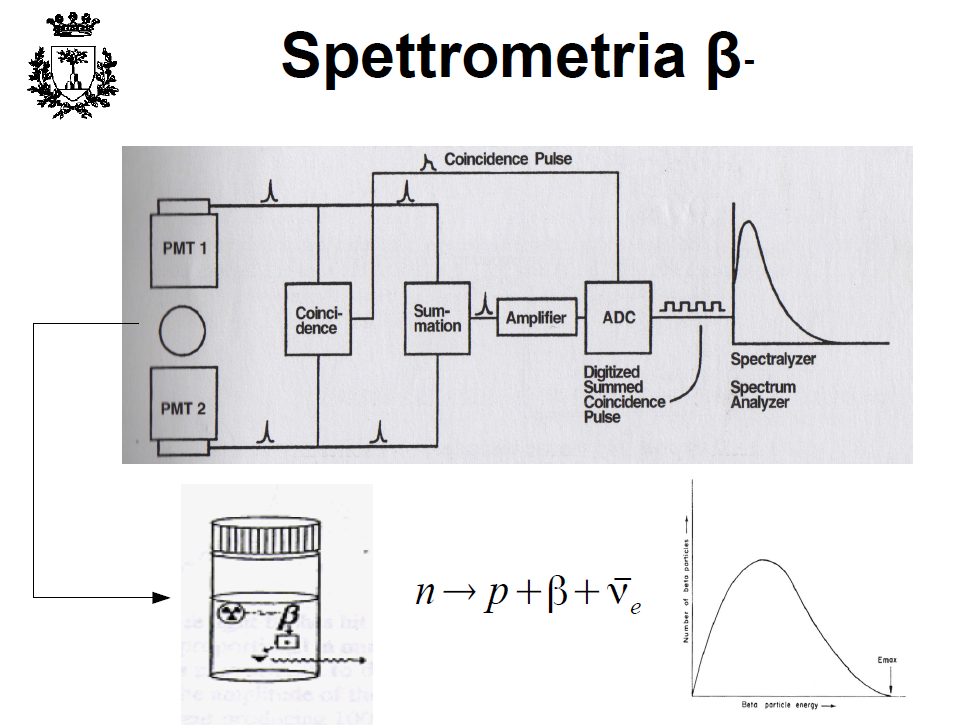 Spettrometria β-
Coincidence Pulse
PMT 1
Coinci-
dence
Sum-
mation
Amplifier
ADC
PMT 2
Digitized
Summed
Coincidence
Pulse
Spectralyzer
Spectrum
Analyzer
β
n → p + β + ν̄e
Number of beta particles
Emax
Beta particle energy